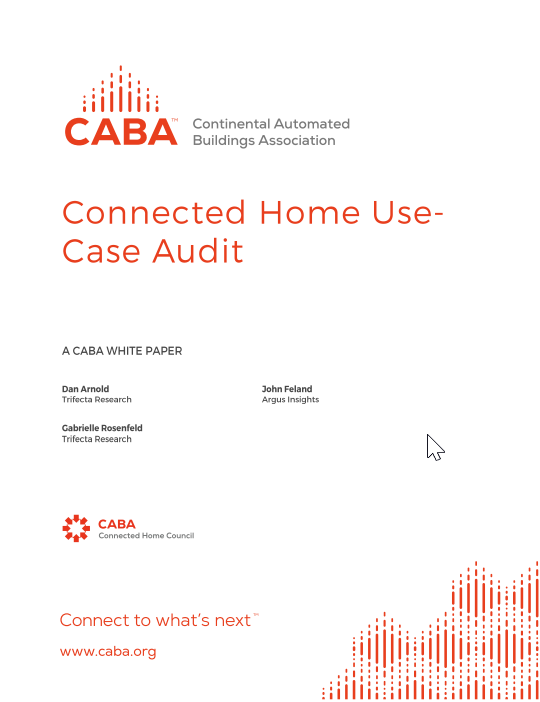 CABA™
Continental Automated
Buildings Association
Connected Home Use-
Case Audit
A CABA WHITE PAPER
Dan Arnold
Trifecta Research
John Feland
Argus Insights
Gabrielle Rosenfeld
Trifecta Research
CABA
Connected Home Council
Connect to what's next™
www.caba.org